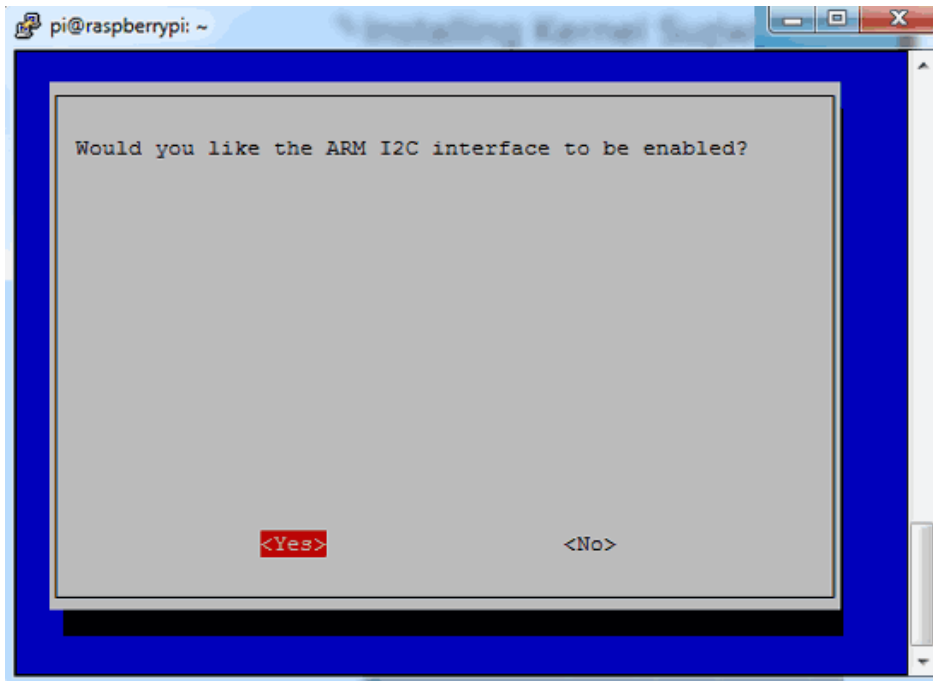 pi@raspberrypi: ~
Would you like the ARM I2C interface to be enabled?
<Yes>
<No>